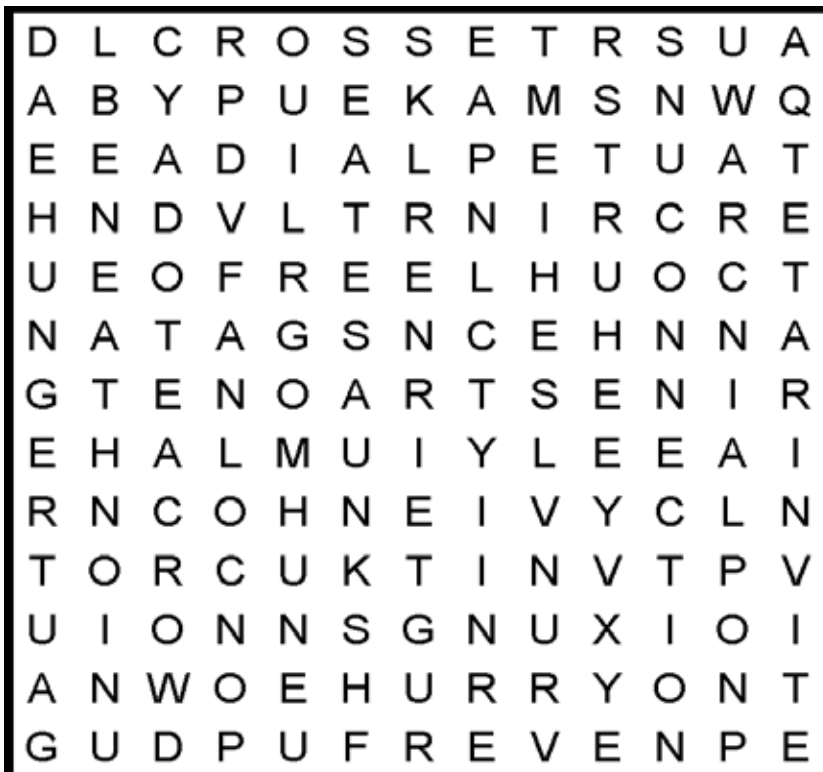 D L C R O S S E T R S U A
A B Y P U E K A M S N W Q
E E A D I A L P E T U A T
H N D V L T R N I R C R E
U E O F R E E L H U O C T
N A T A G S N C E H N N A
G T E N O A R T S E N I R
E H A L M U I Y L E E A I
R N C O H N E I V Y C L N
T O R C U K T I N V T P V
U I O N N S G N U X I O I
A N W O E H U R R Y O N T
G U D P U F R E V E N P E